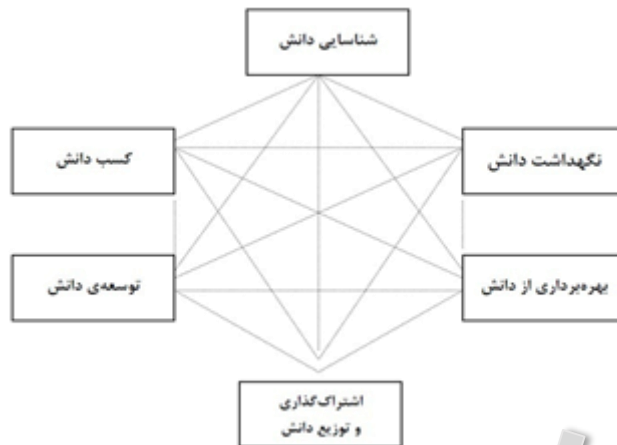 شناسایی دانش
نگهداشت دانش
کسب دانش
بهره‌برداری از دانش
توسعه‌ی دانش
اشتراک‌گذاری
و توزیع دانش